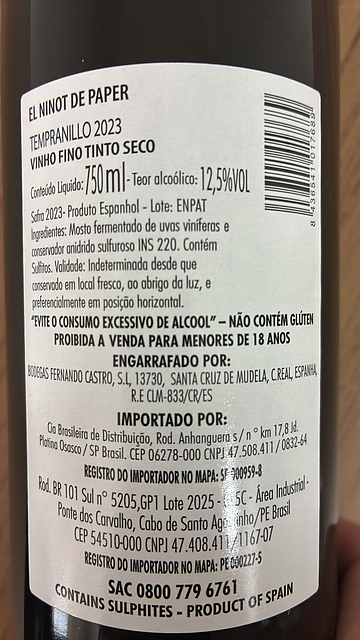 EL NINOT DE PAPER
TEMPRANILLO 2023
VINHO FINO TINTO SECO
Conteúdo Líquido: 750ml - Teor alcoólico: 12,5%VOL
Safra 2023- Produto Espanhol - Lote: ENPAT
Ingredientes: Mosto fermentado de uvas viníferas e
conservador anidrido sulfuroso INS 220. Contém
Sulfitos. Validade: Indeterminada desde que
conservado em local fresco, ao abrigo da luz, e
preferencialmente em posição horizontal.
"EVITE O CONSUMO EXCESSIVO DE ALCOOL" – NÃO CONTÉM GLÚTEN
PROIBIDA A VENDA PARA MENORES DE 18 ANOS
ENGARRAFADO POR:
BODEGAS FERNANDO CASTRO, S.L, 13730, SANTA CRUZ DE MUDELA, C.REAL, ESPANHA,
R.E CLM-833/CR/ES
IMPORTADO POR:
Cia Brasileira de Distribuição, Rod. Anhanguera s/ n° km 17,8 Jd.
Platina Osasco / SP Brasil. CEP 06278-000 CNPJ 47.508.411 / 0832-64
REGISTRO DO IMPORTADOR NO MAPA: SP 000959-8
Rod. BR 101 Sul n° 5205,GP1 Lote 2025 - Área Industrial -
Ponte dos Carvalho, Cabo de Santo Agostinho/PE Brasil
CEP 54510-000 CNPJ 47.408.411/1167-07
REGISTRO DO IMPORTADOR NO MAPA: PE 000227-5
SAC 0800 779 6761
CONTAINS SULPHITES - PRODUCT OF SPAIN